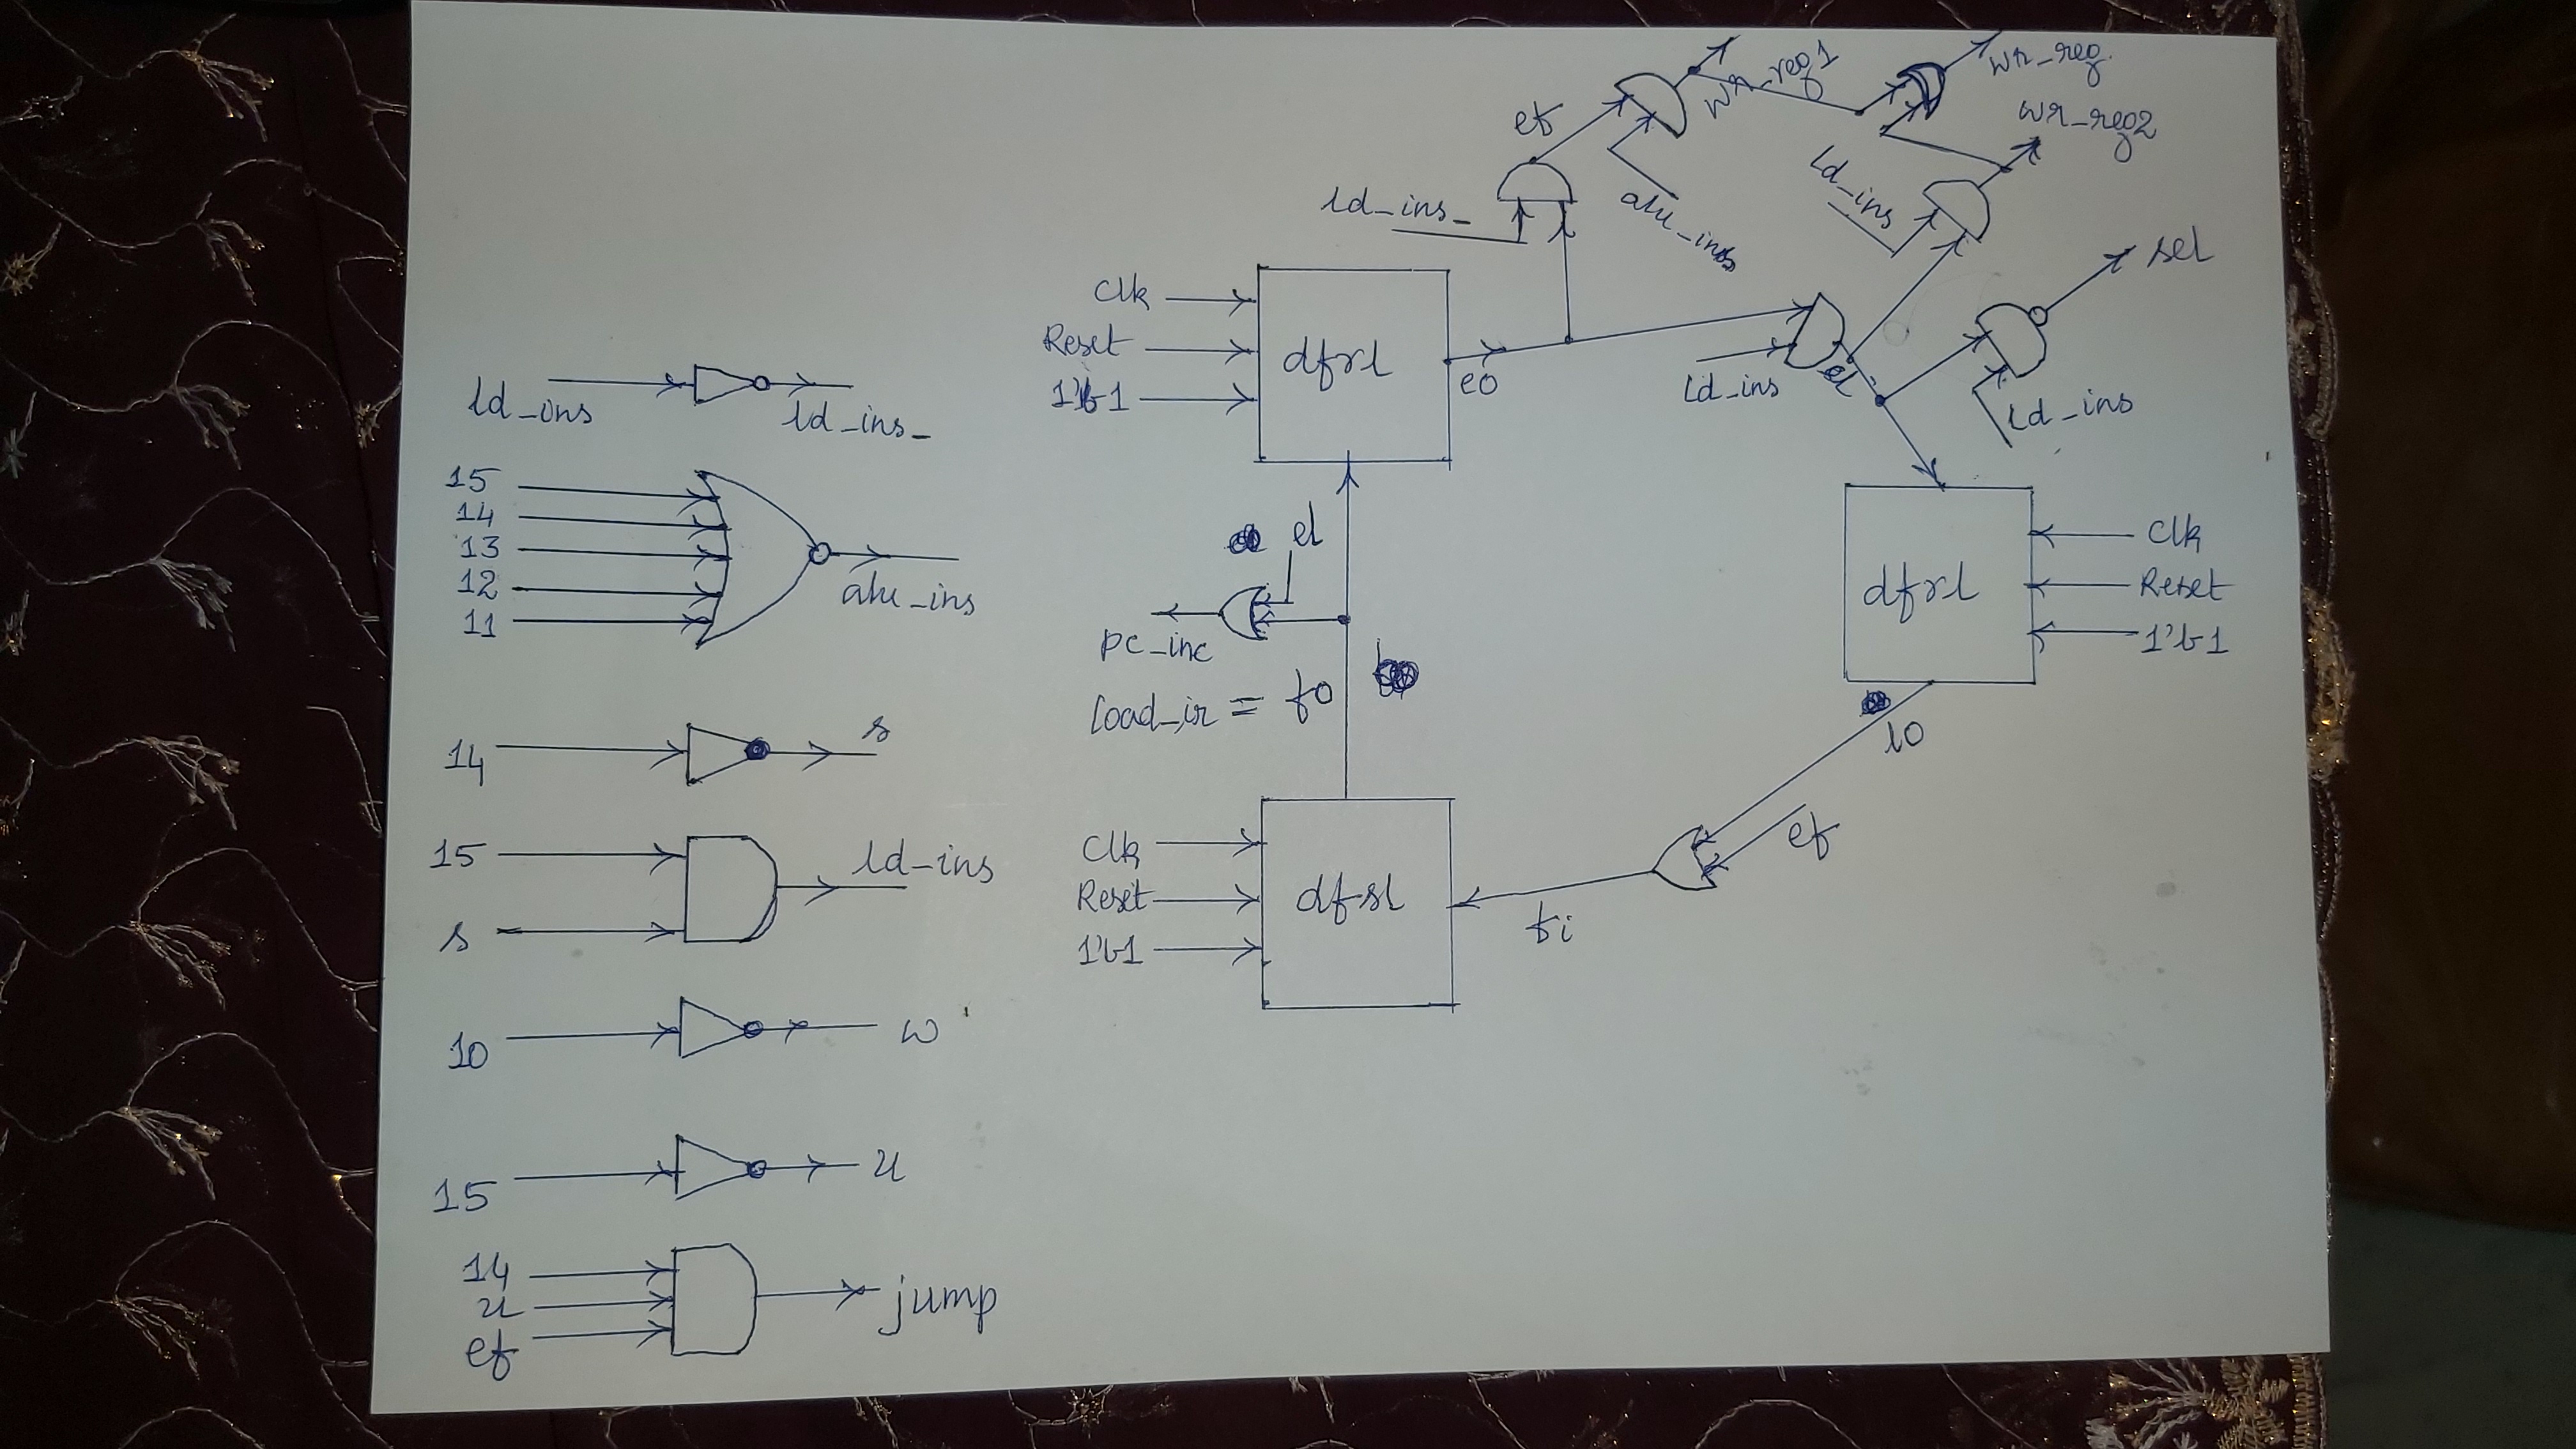 ld_ins
ld_ins_
15
14
13
12
11
alu_ins
14
s
15
s
ld-ins
10
w
15
u
14
u
ef
jump
Clk
Reset
1'b1
dfrl
eo
ld_ins_
ef
alu_ins
wr_reg1
wr_reg
wr_reg2
ld_ins
ld_ins
el
ld_ins
sel
dfrl
Clk
Reset
1'b1
lo
ef
fi
el
pc_inc
load_ir = fo
Clk
Reset
1'b1
dfsl